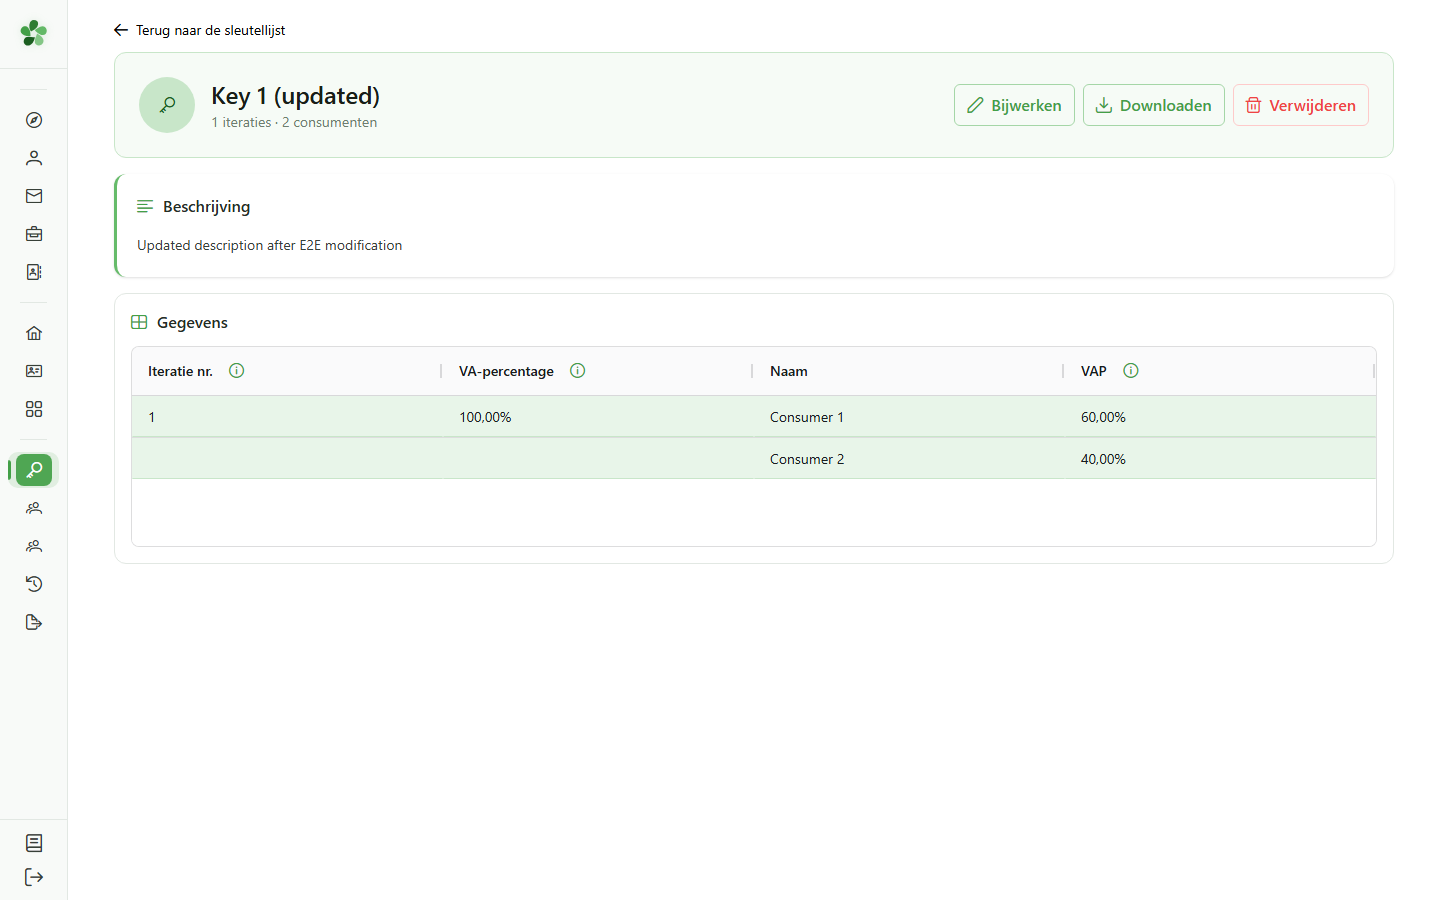 Terug naar de sleutellijst
Key 1 (updated)
1 iteraties · 2 consumenten
Bijwerken
Downloaden
Verwijderen
Beschrijving
Updated description after E2E modification
Gegevens
Iteratie nr. VA-percentage Naam VAP
1 100,00% Consumer 1 60,00%
Consumer 2 40,00%